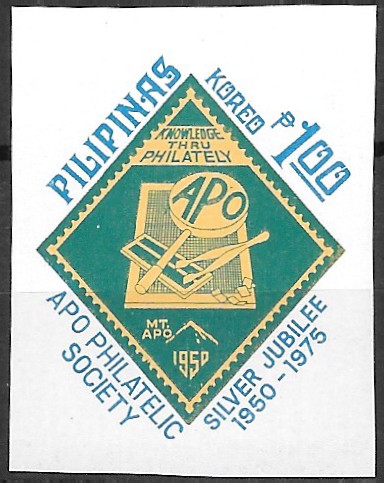 PILIPINAS
KOREO ₱1.00
KNOWLEDGE
THRU
PHILATELY
APO
MT.
APO
1950
APO PHILATELIC
SOCIETY
SILVER JUBILEE
1950-1975